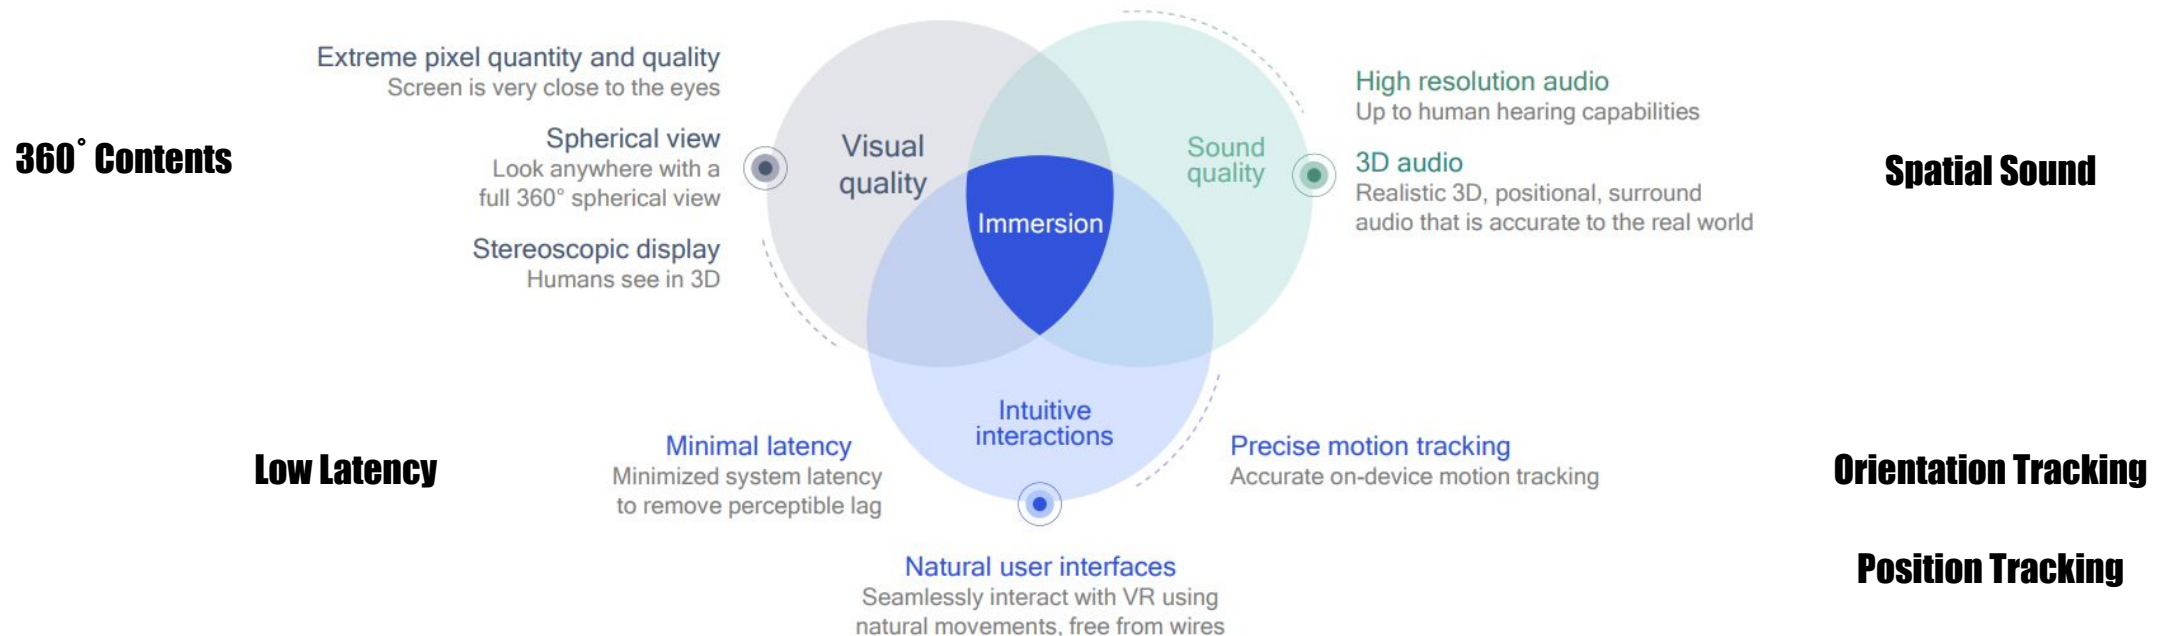 Extreme pixel quantity and quality
Screen is very close to the eyes
Spherical view
Look anywhere with a
full 360° spherical view
Stereoscopic display
Humans see in 3D
360˚ Contents
Visual
quality
Sound
quality
Immersion
High resolution audio
Up to human hearing capabilities
3D audio
Realistic 3D, positional, surround
audio that is accurate to the real world
Spatial Sound
Intuitive
interactions
Low Latency
Minimal latency
Minimized system latency
to remove perceptible lag
Precise motion tracking
Accurate on-device motion tracking
Orientation Tracking
Position Tracking
Natural user interfaces
Seamlessly interact with VR using
natural movements, free from wires